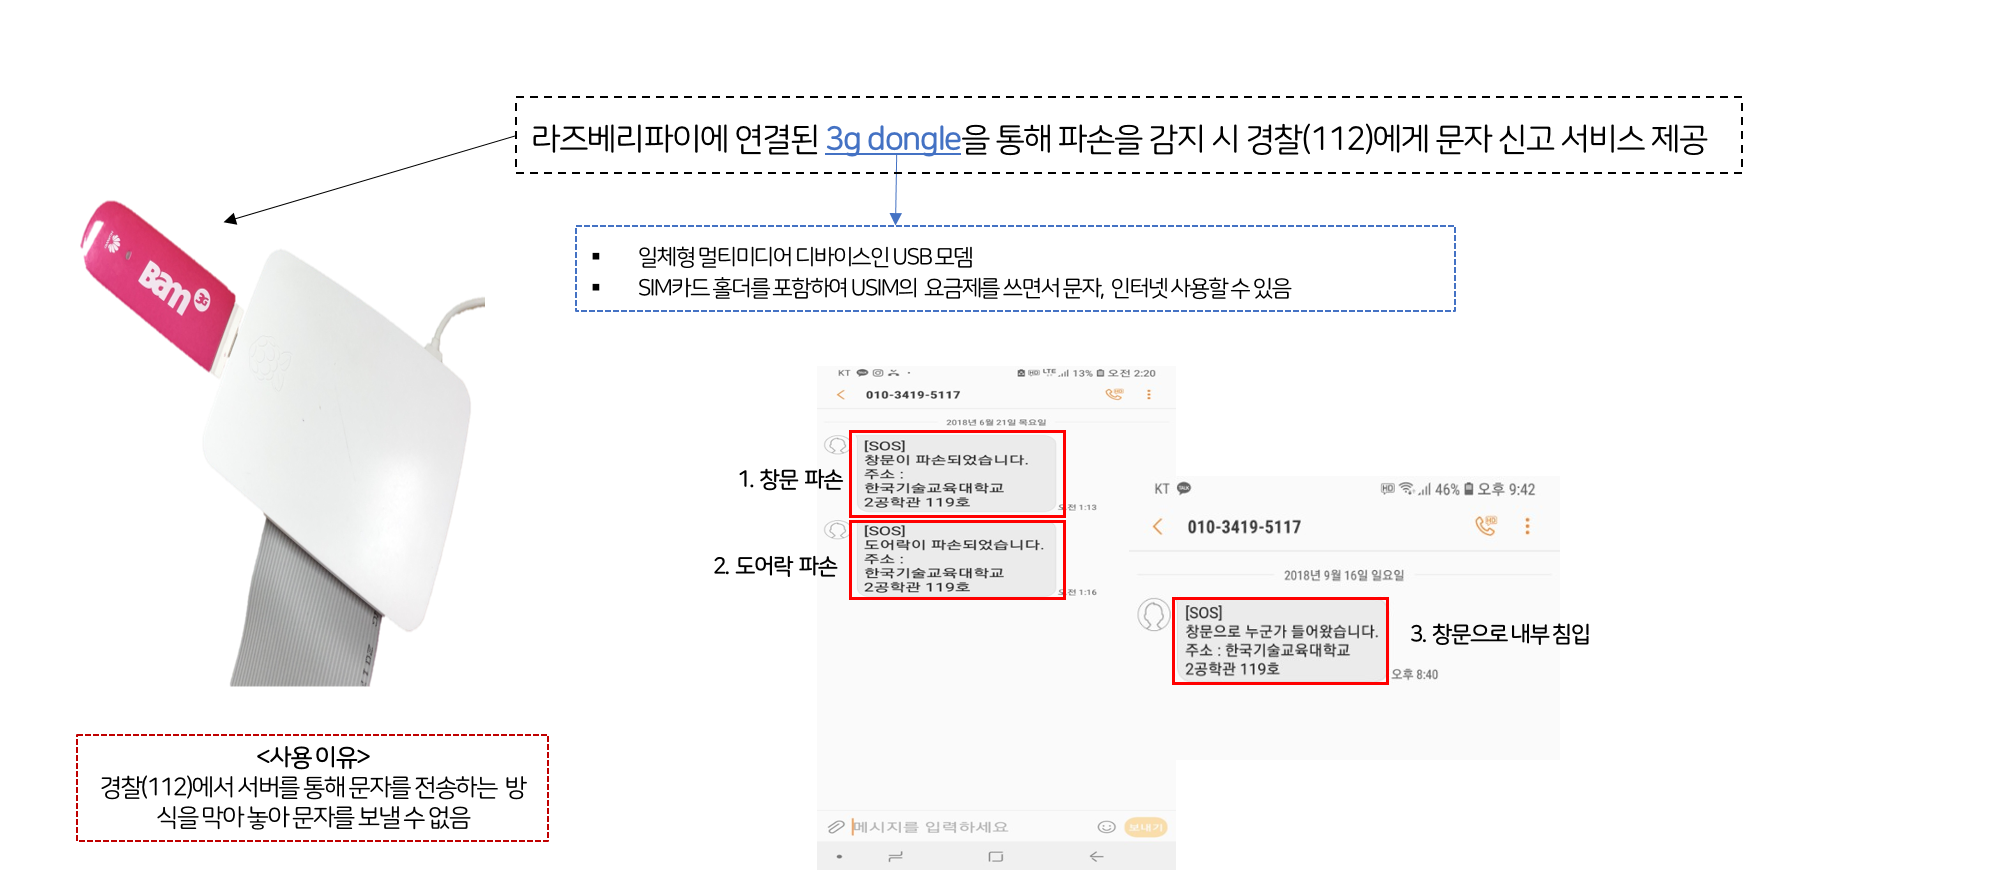 라즈베리파이에 연결된 3g dongle을 통해 파손을 감지 시 경찰(112)에게 문자 신고 서비스 제공
▪ 일체형 멀티미디어 디바이스인 USB 모뎀
▪ SIM카드 홀더를 포함하여 USIM의 요금제를 쓰면서 문자, 인터넷 사용할 수 있음
Bam 3G
<사용 이유>
경찰(112)에서 서버를 통해 문자를 전송하는 방
식을 막아 놓아 문자를 보낼 수 없음
KT HD LTE 13% 오전 2:20
010-3419-5117
2018년 6월 21일 목요일
1. 창문 파손
[SOS]
창문이 파손되었습니다.
주소 :
한국기술교육대학교
2공학관 119호
오전 1:13
2. 도어락 파손
[SOS]
도어락이 파손되었습니다.
주소 :
한국기술교육대학교
2공학관 119호
오전 1:16
메시지를 입력하세요 보내기
KT TALK HD 46% 오후 9:42
010-3419-5117 HD
2018년 9월 16일 일요일
[SOS]
창문으로 누군가 들어왔습니다.
주소 : 한국기술교육대학교
2공학관 119호
오후 8:40
3. 창문으로 내부 침입